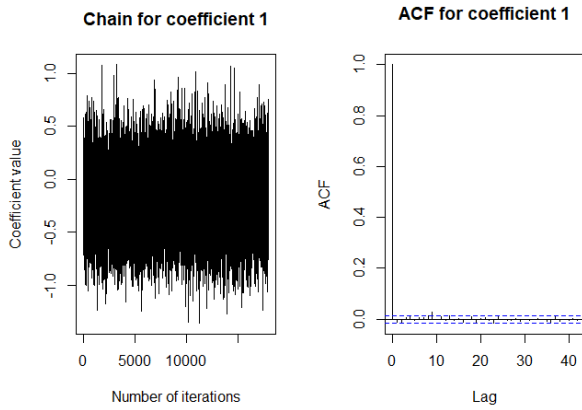 Chain for coefficient 1
Coefficient value
1.0
0.5
0.0
-0.5
-1.0
0 5000 10000
Number of iterations
ACF for coefficient 1
ACF
1.0
0.8
0.6
0.4
0.2
0.0
0 10 20 30 40
Lag